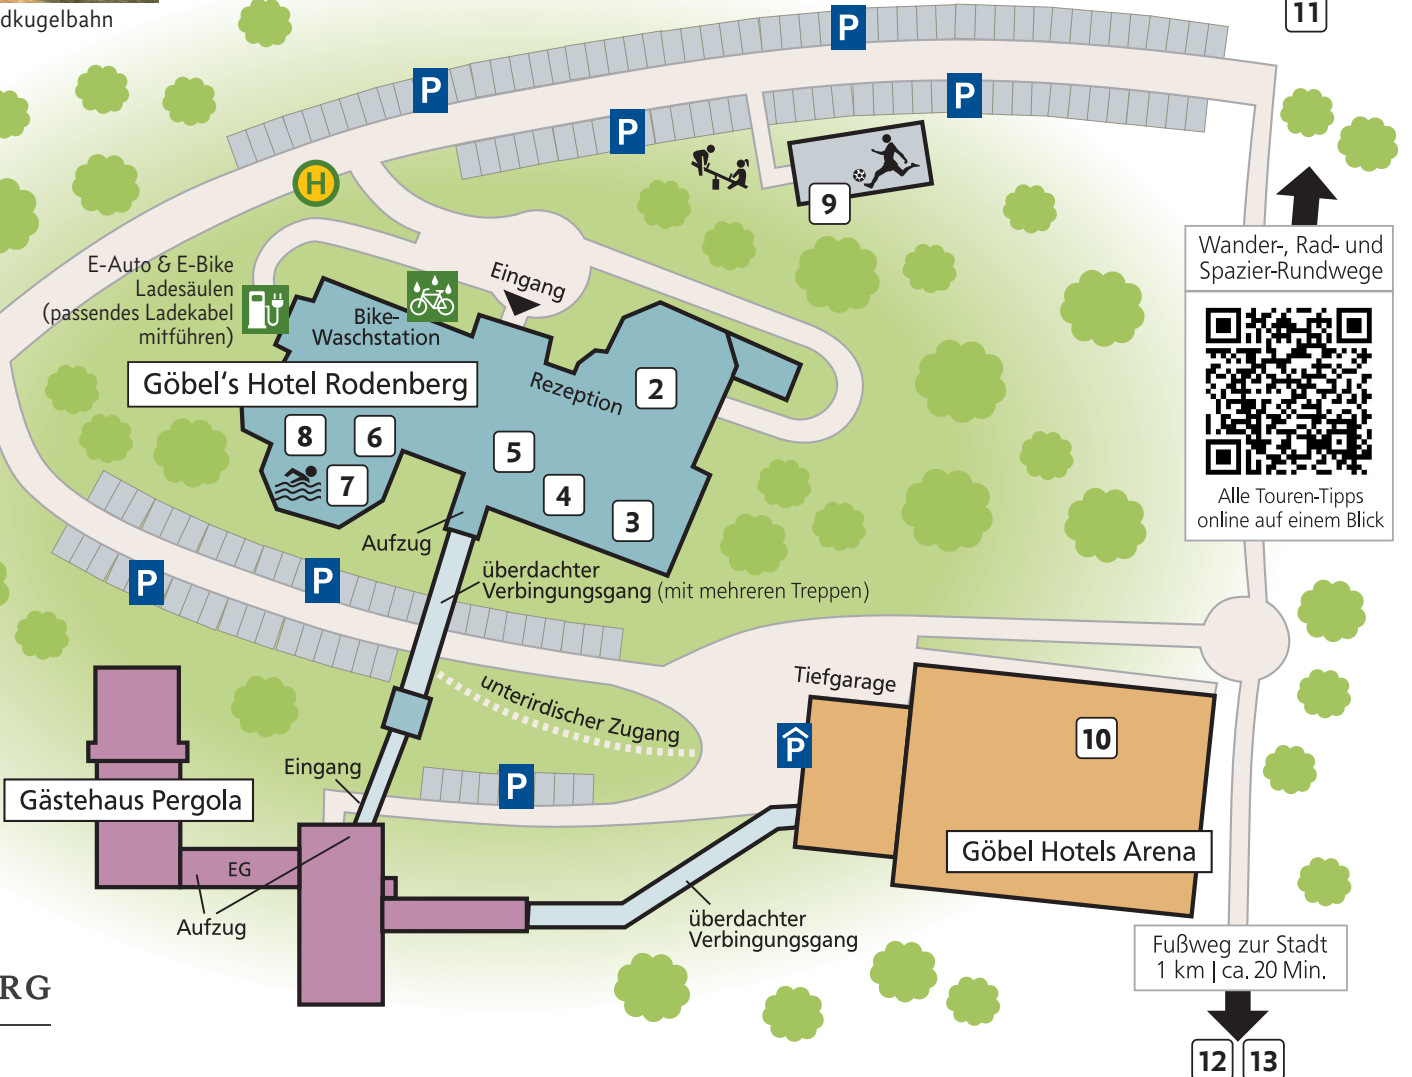 dkugelbahn
11
P
P
P
P
H
9
Wander-, Rad- und
Spazier-Rundwege
E-Auto & E-Bike
Ladesäulen
(passendes Ladekabel
mitführen)
Bike-
Waschstation
Eingang
Göbel's Hotel Rodenberg
Rezeption
2
8
6
5
7
4
3
Alle Touren-Tipps
online auf einem Blick
Aufzug
überdachter
Verbingungsgang (mit mehreren Treppen)
P
P
unterirdischer Zugang
Tiefgarage
P
10
Eingang
P
Gästehaus Pergola
Göbel Hotels Arena
EG
Aufzug
überdachter
Verbingungsgang
Fußweg zur Stadt
1 km | ca. 20 Min.
RG
12 13